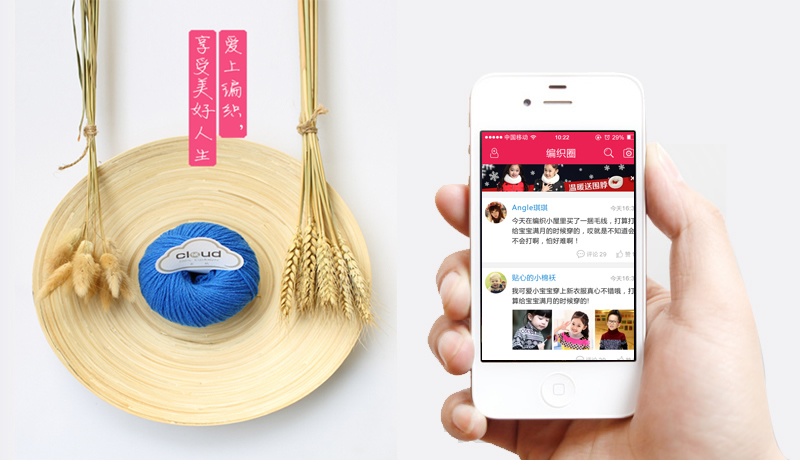 爱上编织，
享受美好人生
cloud
中国移动 10:22 29%
编织圈
温暖送围脖
Angle琪琪 今天16:3
今天在编织小屋里买了一捆毛线，打算打
给宝宝满月的时候穿的，哎就是不知道会
不会打啊，怕好难啊！
评论 29 赞
贴心的小棉袄 今天16:3
我可爱小宝宝穿上新衣服真心不错哦，打
算给宝宝满月的时候穿的!